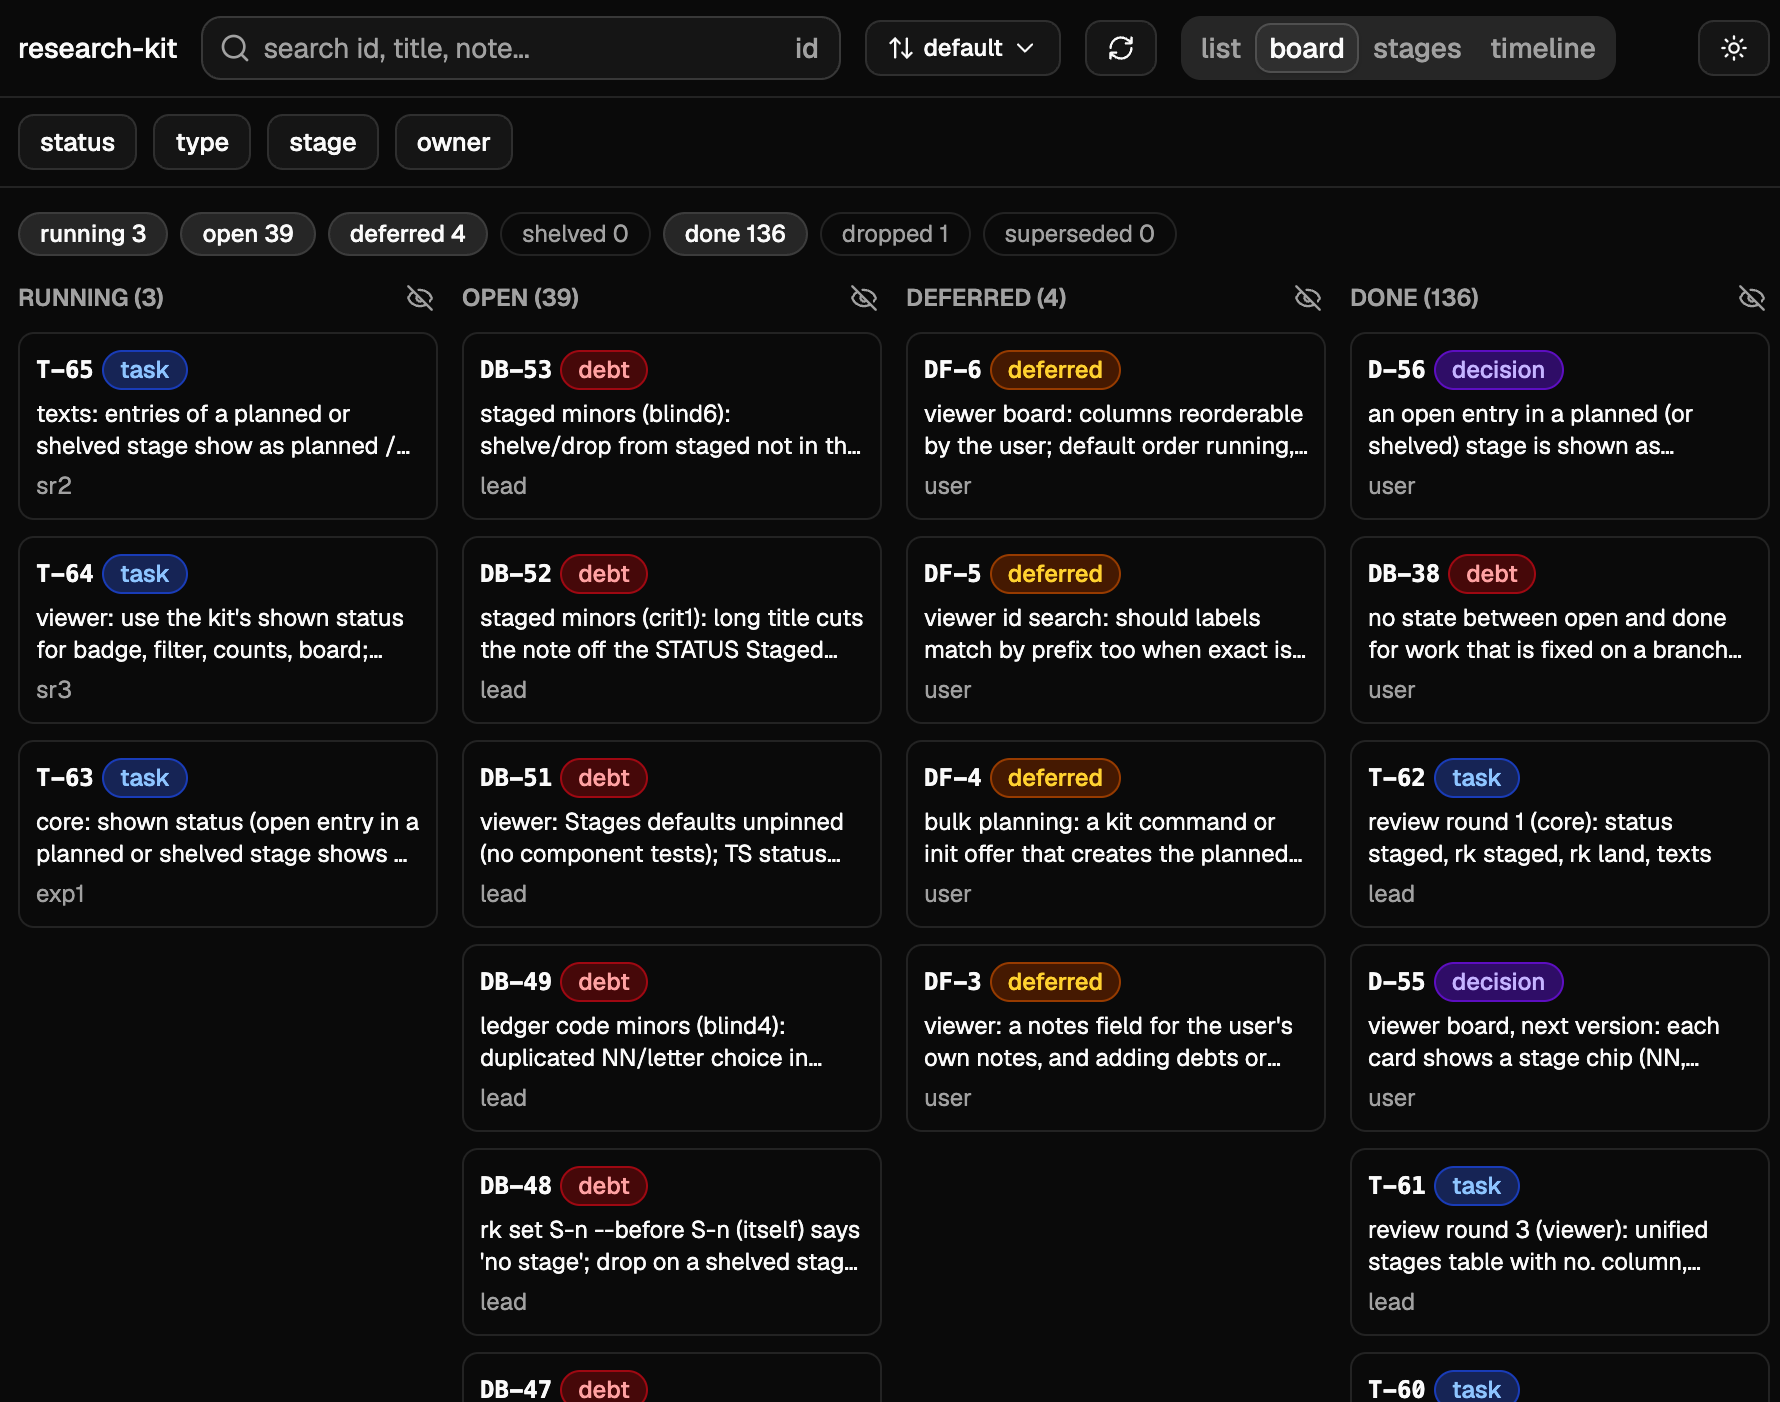 research-kit
search id, title, note...
id
default
list
board
stages
timeline
status
type
stage
owner
running 3
open 39
deferred 4
shelved 0
done 136
dropped 1
superseded 0
RUNNING (3)
T-65 task
texts: entries of a planned or
shelved stage show as planned /...
sr2
T-64 task
viewer: use the kit's shown status
for badge, filter, counts, board;...
sr3
T-63 task
core: shown status (open entry in a
planned or shelved stage shows ...
exp1
OPEN (39)
DB-53 debt
staged minors (blind6):
shelve/drop from staged not in th...
lead
DB-52 debt
staged minors (crit1): long title cuts
the note off the STATUS Staged...
lead
DB-51 debt
viewer: Stages defaults unpinned
(no component tests); TS status...
lead
DB-49 debt
ledger code minors (blind4):
duplicated NN/letter choice in...
lead
DB-48 debt
rk set S-n --before S-n (itself) says
'no stage'; drop on a shelved stag...
lead
DB-47 debt
DEFERRED (4)
DF-6 deferred
viewer board: columns reorderable
by the user; default order running,...
user
DF-5 deferred
viewer id search: should labels
match by prefix too when exact is...
user
DF-4 deferred
bulk planning: a kit command or
init offer that creates the planned...
user
DF-3 deferred
viewer: a notes field for the user's
own notes, and adding debts or...
user
DONE (136)
D-56 decision
an open entry in a planned (or
shelved) stage is shown as...
user
DB-38 debt
no state between open and done
for work that is fixed on a branch...
user
T-62 task
review round 1 (core): status
staged, rk staged, rk land, texts
lead
D-55 decision
viewer board, next version: each
card shows a stage chip (NN,...
user
T-61 task
review round 3 (viewer): unified
stages table with no. column,...
lead
T-60 task